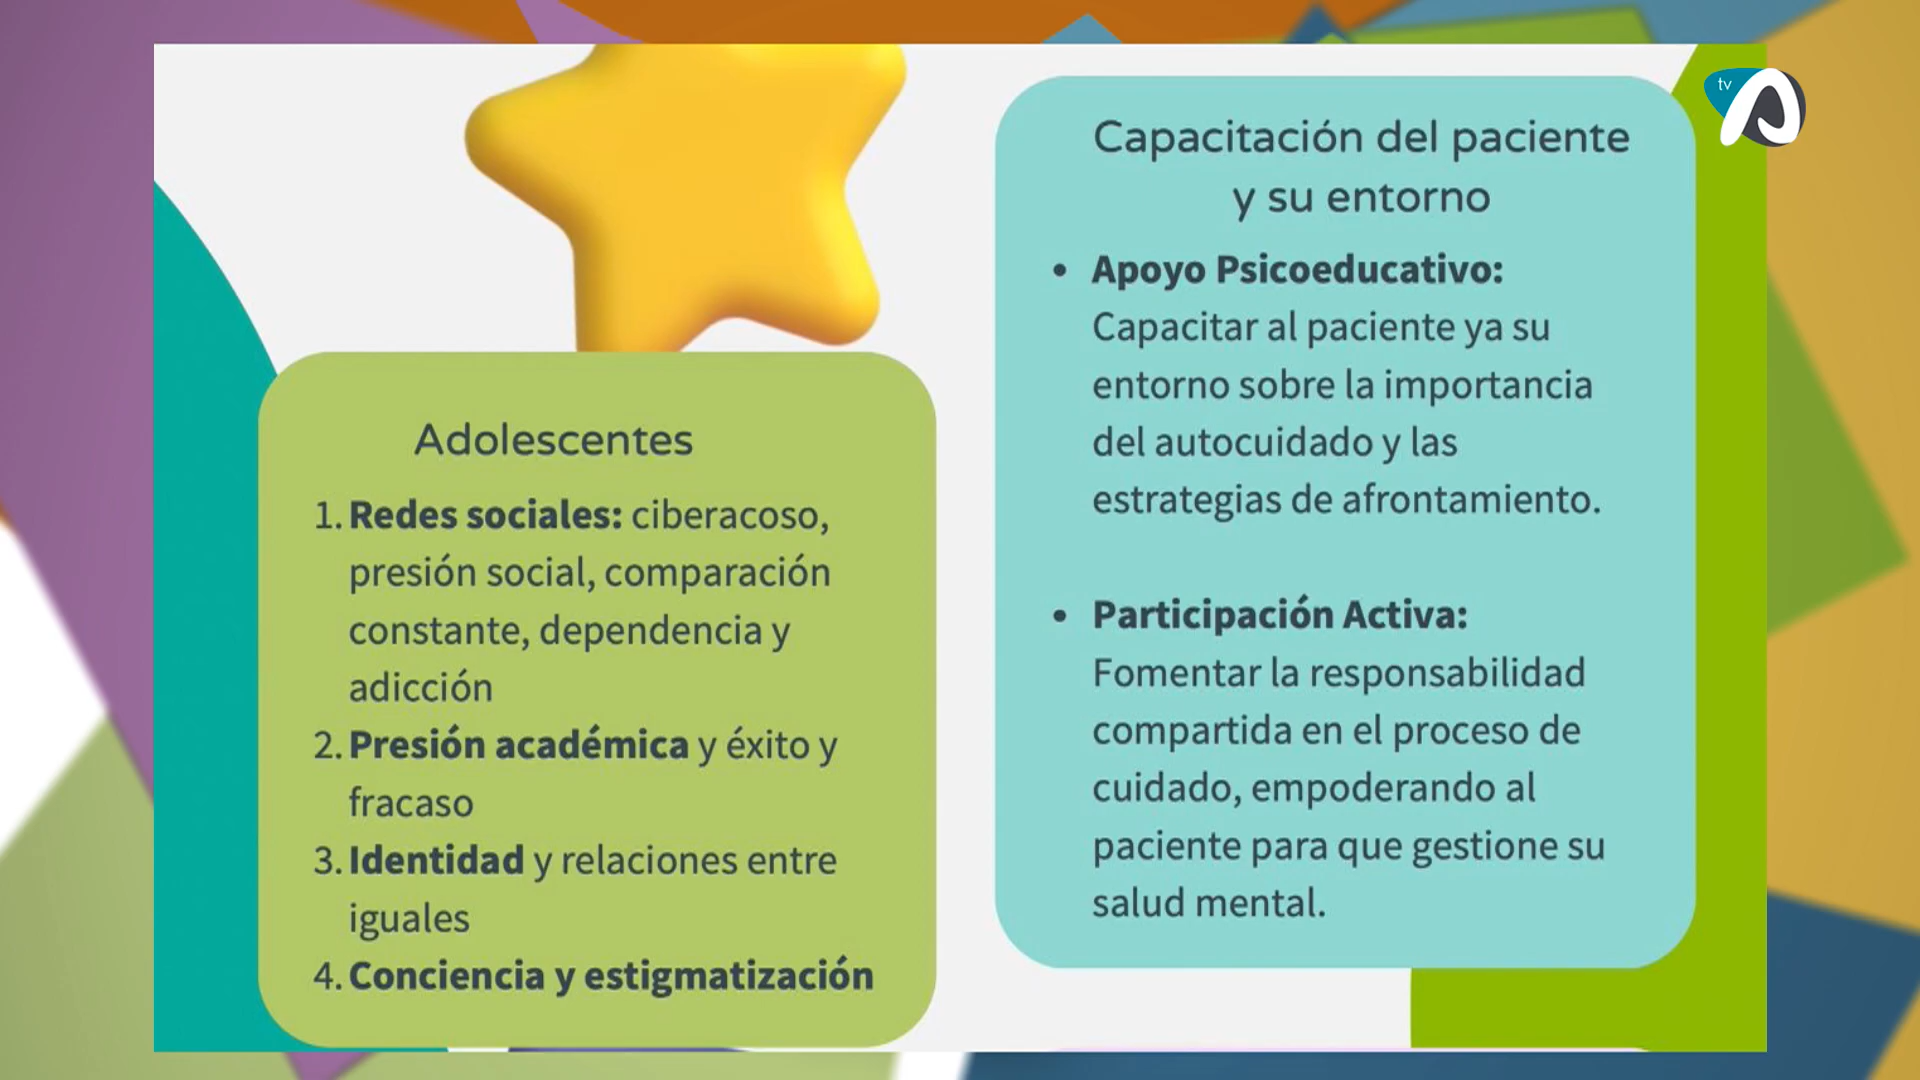 tv
Adolescentes
1. Redes sociales: ciberacoso,
presión social, comparación
constante, dependencia y
adicción
2. Presión académica y éxito y
fracaso
3. Identidad y relaciones entre
iguales
4. Conciencia y estigmatización
Capacitación del paciente
y su entorno
• Apoyo Psicoeducativo:
Capacitar al paciente ya su
entorno sobre la importancia
del autocuidado y las
estrategias de afrontamiento.
• Participación Activa:
Fomentar la responsabilidad
compartida en el proceso de
cuidado, empoderando al
paciente para que gestione su
salud mental.